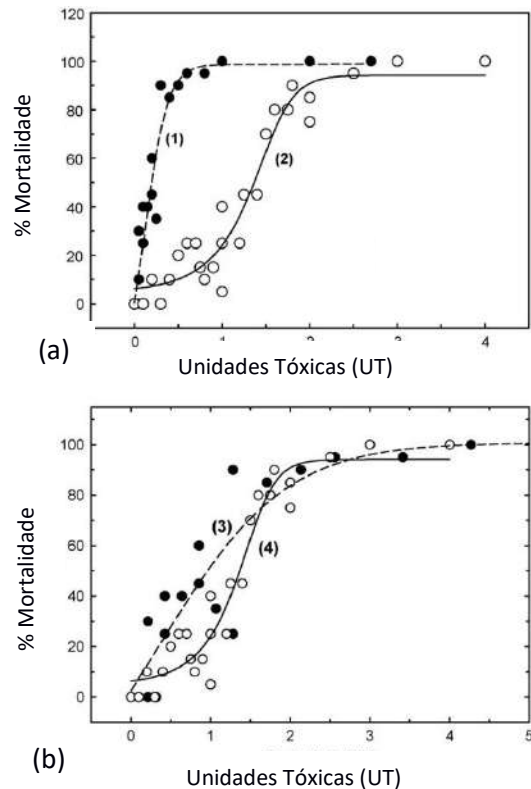 120
100
80
60
40
20
0
% Mortalidade
(1)
(2)
0 1 2 3 4
(a)
Unidades Tóxicas (UT)
100
80
60
40
20
0
% Mortalidade
(3)
(4)
0 1 2 3 4 5
(b)
Unidades Tóxicas (UT)